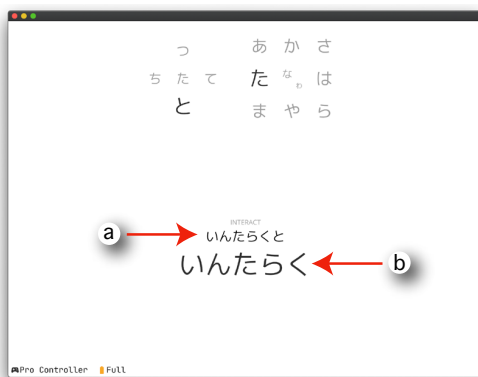 っ
ち た て
と
あ か さ
た な は
わ
ま や ら
INTERACT
a
いんたらくと
いんたらく
b
Pro Controller Full